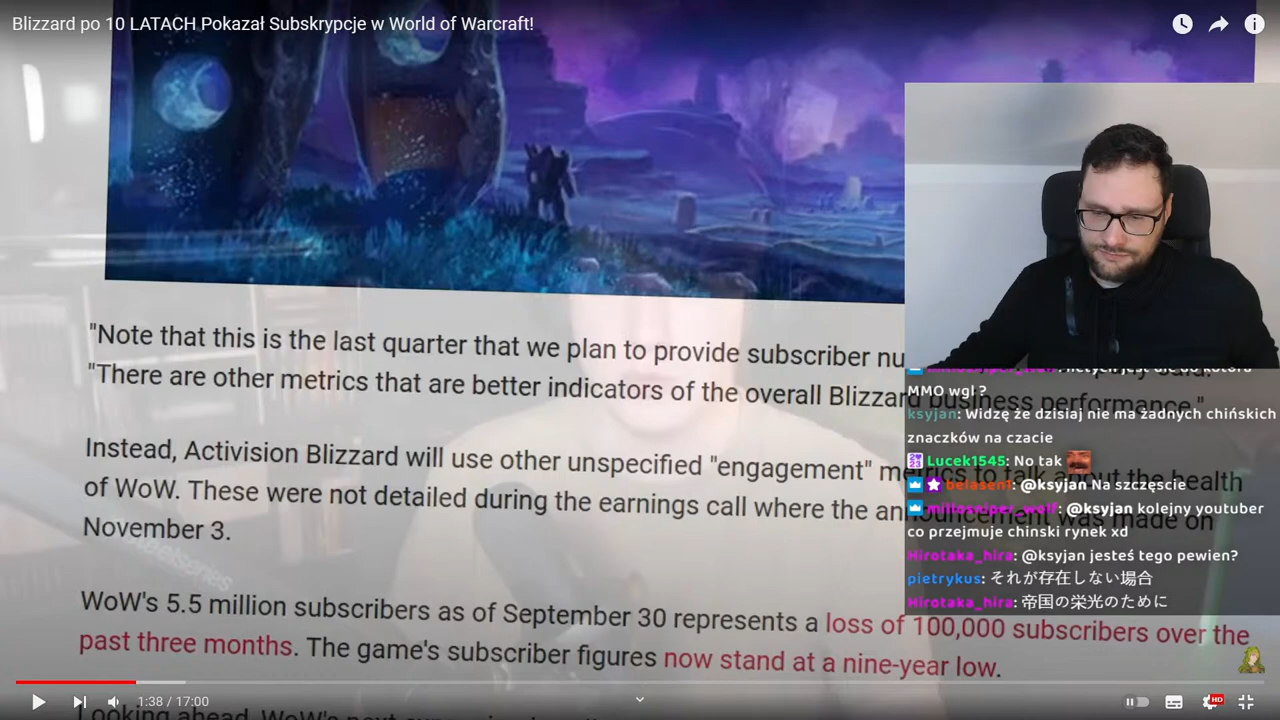 Blizzard po 10 LATACH Pokazał Subskrypcje w World of Warcraft!
"Note that this is the last quarter that we plan to provide subscriber nu
"There are other metrics that are better indicators of the overall Blizzard business performance."
Instead, Activision Blizzard will use other unspecified "engagement" metrics to talk about the health
of WoW. These were not detailed during the earnings call where the announcement was made on
November 3.
WoW's 5.5 million subscribers as of September 30 represents a loss of 100,000 subscribers over the
past three months. The game's subscriber figures now stand at a nine-year low.
MMO wgl ?
ksyjan: Widzę że dzisiaj nie ma żadnych chińskich
znaczków na czacie
Lucek1545: No tak
belasen1: @ksyjan Na szczęście
millosniper_wolf: @ksyjan kolejny youtuber
co przejmuje chinski rynek xd
Hirotaka_hira: @ksyjan jesteś tego pewien?
pietrykus: それが存在しない場合
Hirotaka_hira: 帝国の栄光のために
steelseries
1:38 / 17:00
HD